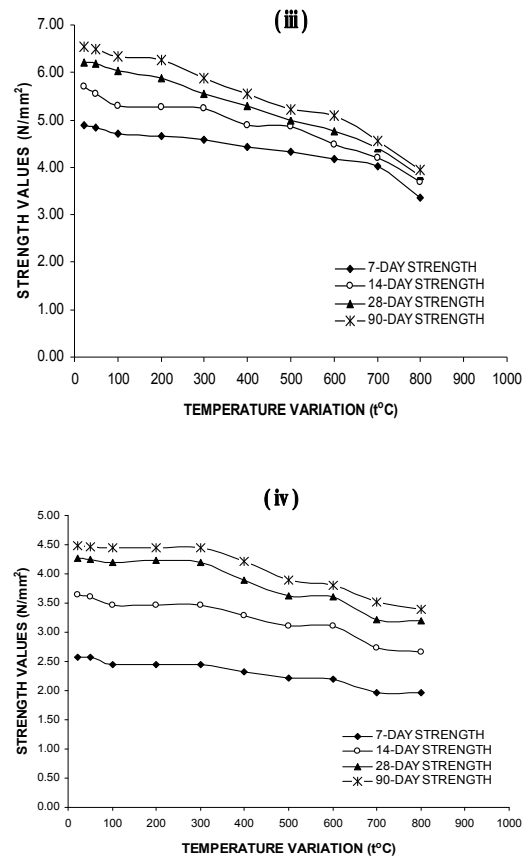 ( iii )
7.00
6.00
5.00
4.00
3.00
2.00
1.00
0.00
STRENGTH VALUES (N/mm²)
7-DAY STRENGTH
14-DAY STRENGTH
28-DAY STRENGTH
90-DAY STRENGTH
0 100 200 300 400 500 600 700 800 900 1000
TEMPERATURE VARIATION (t°C)
( iv )
5.00
4.50
4.00
3.50
3.00
2.50
2.00
1.50
1.00
0.50
0.00
STRENGTH VALUES (N/mm²)
7-DAY STRENGTH
14-DAY STRENGTH
28-DAY STRENGTH
90-DAY STRENGTH
0 100 200 300 400 500 600 700 800 900 1000
TEMPERATURE VARIATION (t°C)